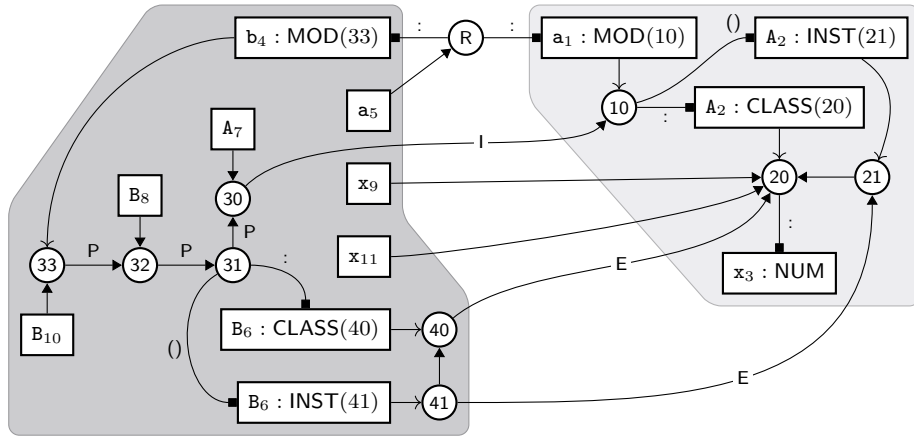 b₄ : MOD(33)
:
R
:
a₁ : MOD(10)
()
A₂ : INST(21)
a₅
10
:
A₂ : CLASS(20)
A₇
I
B₈
30
x₉
20
21
P
:
33
P
32
P
31
:
x₁₁
E
x₃ : NUM
B₁₀
B₆ : CLASS(40)
40
()
E
B₆ : INST(41)
41